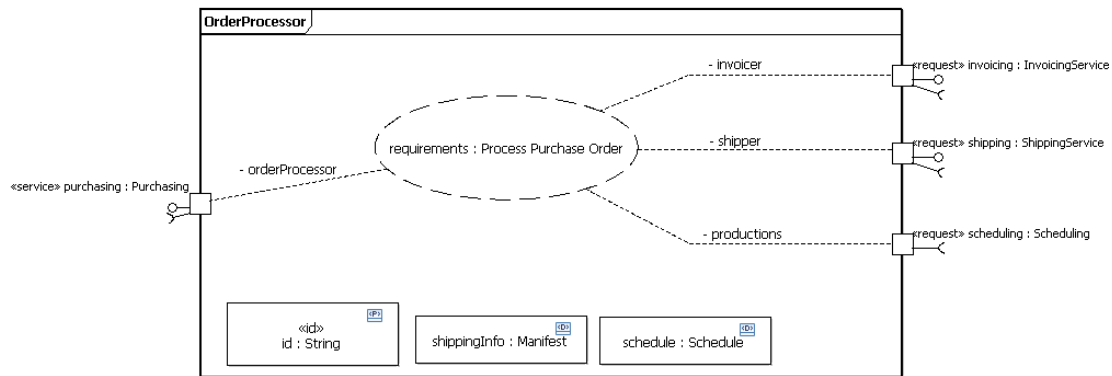 OrderProcessor
- invoicer
«request» invoicing : InvoicingService
requirements : Process Purchase Order
- shipper
«request» shipping : ShippingService
- orderProcessor
«service» purchasing : Purchasing
- productions
«request» scheduling : Scheduling
«P»
«id»
id : String
«D»
shippingInfo : Manifest
«D»
schedule : Schedule